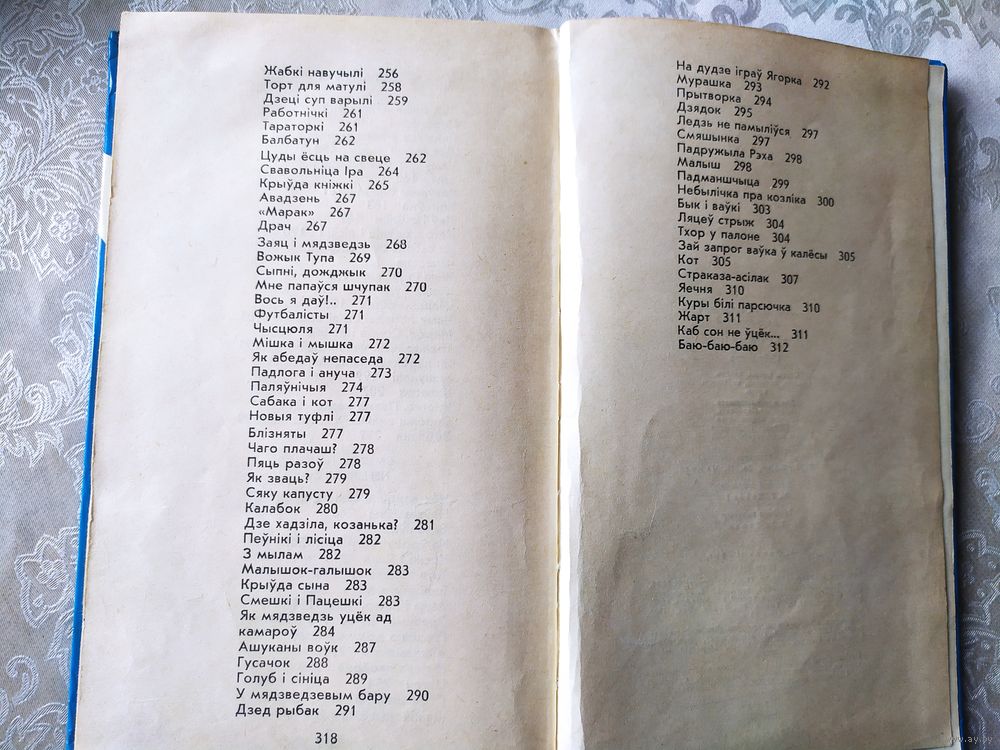 Жабкі навучылі 256
Торт для матулі 258
Дзеці суп варылі 259
Работнічкі 261
Тараторкі 261
Балбатун 262
Цуды ёсць на свеце 262
Свавольніца Іра 264
Крыўда кніжкі 265
Авадзень 267
«Марак» 267
Драч 267
Заяц і мядзведзь 268
Вожык Тупа 269
Сыпні, дожджык 270
Мне папаўся шчупак 270
Вось я даў!.. 271
Футбалісты 271
Чысцюля 271
Мішка і мышка 272
Як абедаў непаседа 272
Падлога і ануча 273
Паляўнічыя 274
Сабака і кот 277
Новыя туфлі 277
Блізняты 277
Чаго плачаш? 278
Пяць разоў 278
Як зваць? 279
Сяку капусту 279
Калабок 280
Дзе хадзіла, козанька? 281
Пеўнікі і лісіца 282
З мылам 282
Малышок-галышок 283
Крыўда сына 283
Смешкі і Пацешкі 283
Як мядзведзь уцёк ад
камароў 284
Ашуканы воўк 287
Гусачок 288
Голуб і сініца 289
У мядзведзевым бару 290
Дзед рыбак 291
318
На дудзе іграў Ягорка 292
Мурашка 293
Прытворка 294
Дзядок 295
Ледзь не памыліўся 297
Смяшынка 297
Падружыла Рэха 298
Малыш 298
Падманшчыца 299
Небылічка пра козліка 300
Бык і ваўкі 303
Ляцеў стрыж 304
Тхор у палоне 304
Зай запрог ваўка ў калёсы 305
Кот 305
Страказа-асілак 307
Яечня 310
Куры білі парсючка 310
Жарт 311
Каб сон не ўцёк... 311
Баю-баю-баю 312